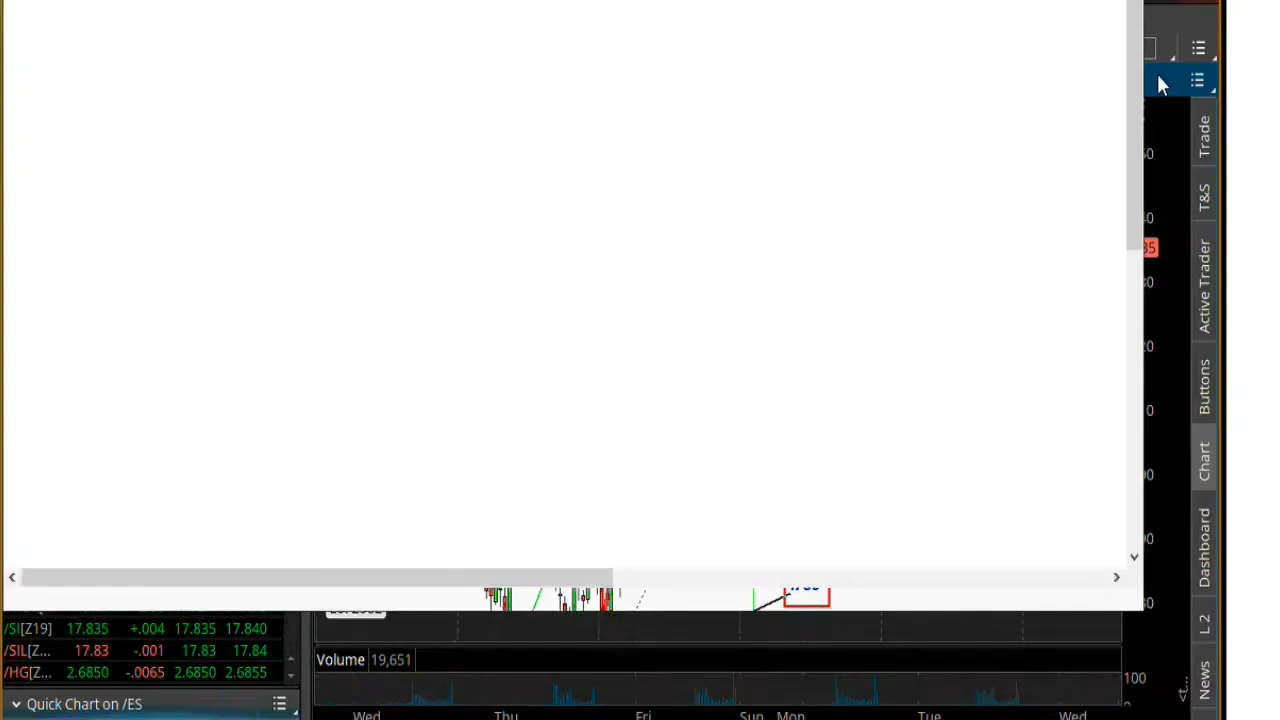 Trade
T&S
Active Trader
Buttons
Chart
Dashboard
L 2
News
/SI[Z19] 17.835 +.004 17.835 17.840
/SIL[Z... 17.83 -.001 17.83 17.84
/HG[Z... 2.6850 -.0065 2.6850 2.6855
Quick Chart on /ES
Volume 19,651
100
<t...
Wed Thu Fri Sun Mon Tue Wed